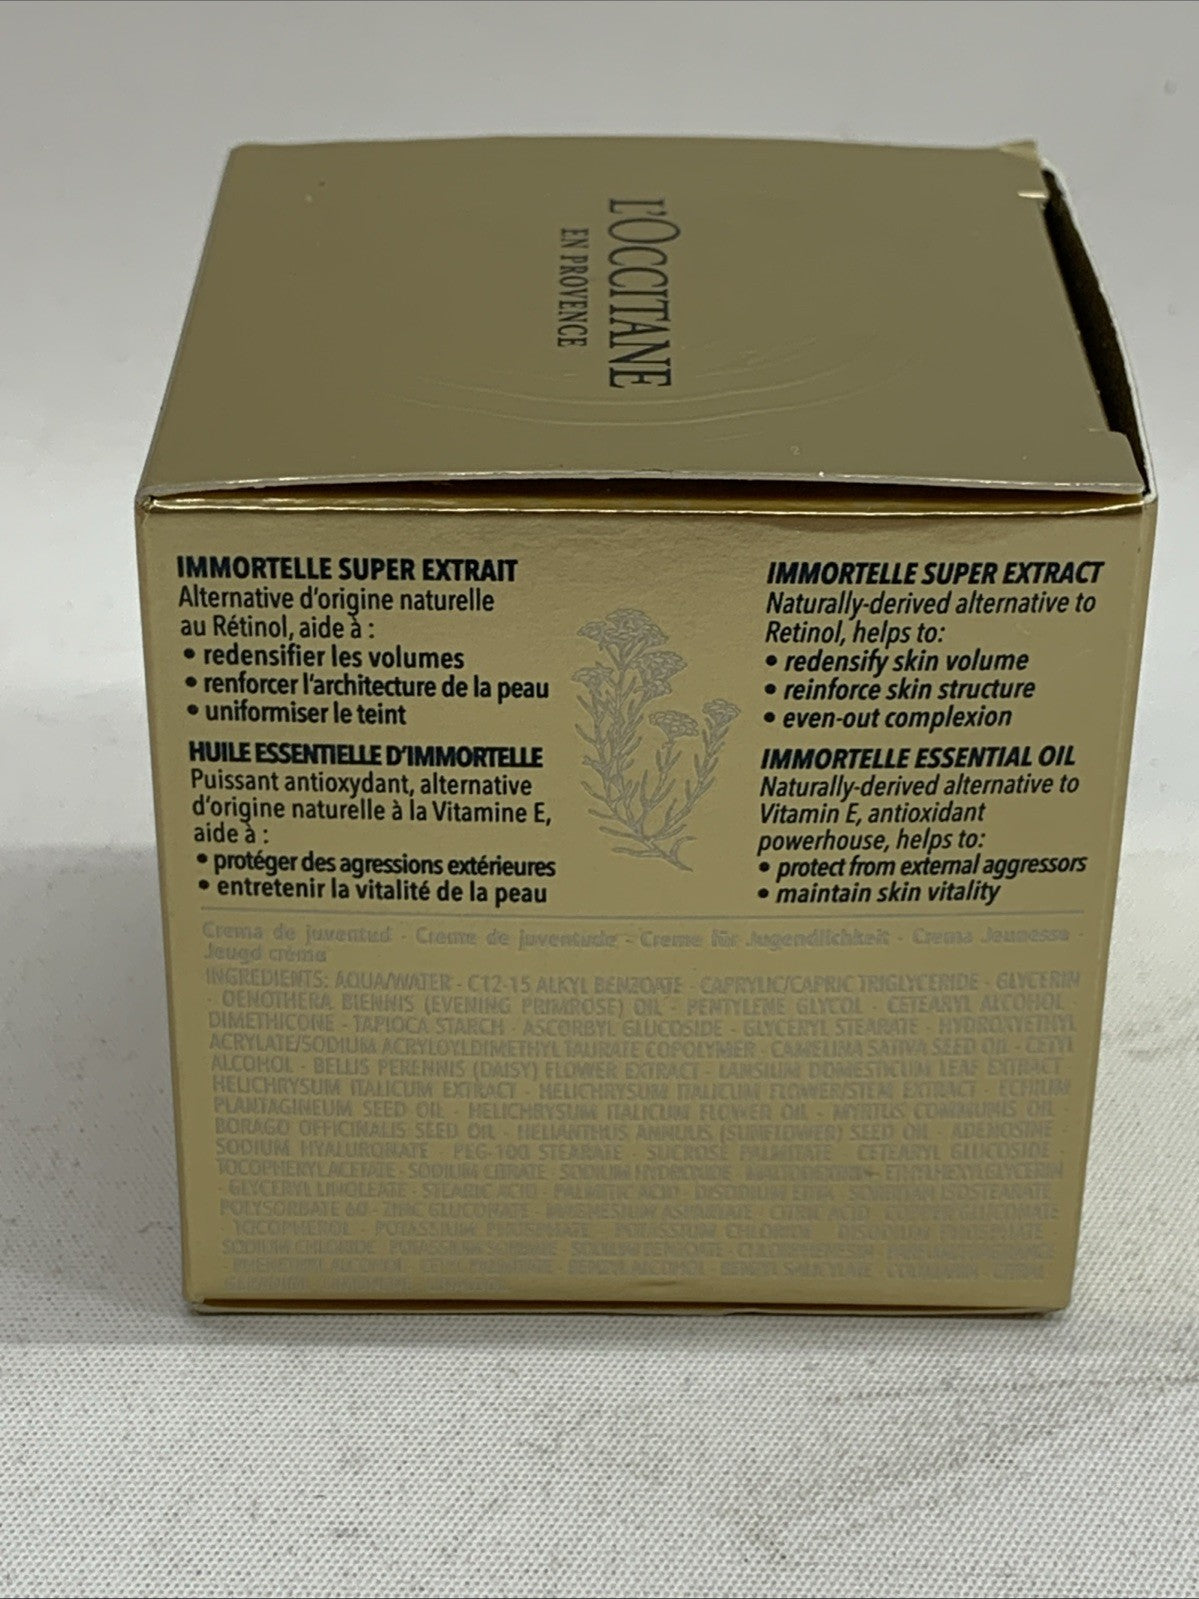 L'OCCITANE
EN PROVENCE
IMMORTELLE SUPER EXTRAIT
Alternative d'origine naturelle
au Rétinol, aide à :
• redensifier les volumes
• renforcer l'architecture de la peau
• uniformiser le teint
HUILE ESSENTIELLE D'IMMORTELLE
Puissant antioxydant, alternative
d'origine naturelle à la Vitamine E,
aide à :
• protéger des agressions extérieures
• entretenir la vitalité de la peau
IMMORTELLE SUPER EXTRACT
Naturally-derived alternative to
Retinol, helps to:
• redensify skin volume
• reinforce skin structure
• even-out complexion
IMMORTELLE ESSENTIAL OIL
Naturally-derived alternative to
Vitamin E, antioxidant
powerhouse, helps to:
• protect from external aggressors
• maintain skin vitality
Crema de juventud - Creme de juventude - Creme für Jugendlichkeit - Crema Jeunesse -
Jeugd crème
INGREDIENTS: AQUA/WATER - C12-15 ALKYL BENZOATE - CAPRYLIC/CAPRIC TRIGLYCERIDE - GLYCERIN
- OENOTHERA BIENNIS (EVENING PRIMROSE) OIL - PENTYLENE GLYCOL - CETEARYL ALCOHOL -
DIMETHICONE - TAPIOCA STARCH - ASCORBYL GLUCOSIDE - GLYCERYL STEARATE - HYDROXYETHYL
ACRYLATE/SODIUM ACRYLOYLDIMETHYL TAURATE COPOLYMER - CAMELINA SATIVA SEED OIL - CETYL
ALCOHOL - BELLIS PERENNIS (DAISY) FLOWER EXTRACT - LANSIUM DOMESTICUM LEAF EXTRACT -
HELICHRYSUM ITALICUM EXTRACT - HELICHRYSUM ITALICUM FLOWER/STEM EXTRACT - ECHIUM
PLANTAGINEUM SEED OIL - HELICHRYSUM ITALICUM FLOWER OIL - MYRTUS COMMUNIS OIL -
BORAGO OFFICINALIS SEED OIL - HELIANTHUS ANNUUS (SUNFLOWER) SEED OIL - ADENOSINE -
SODIUM HYALURONATE - PEG-100 STEARATE - SUCROSE PALMITATE - CETEARYL GLUCOSIDE -
TOCOPHERYL ACETATE - SODIUM CITRATE - SODIUM HYDROXIDE - MALTODEXTRIN - ETHYLHEXYLGLYCERIN
- GLYCERYL LINOLEATE - STEARIC ACID - PALMITIC ACID - DISODIUM EDTA - SORBITAN ISOSTEARATE
POLYSORBATE 60 - ZINC GLUCONATE - MAGNESIUM ASPARTATE - CITRIC ACID - COPPER GLUCONATE
- TOCOPHEROL - POTASSIUM PHOSPHATE - POTASSIUM CHLORIDE - DISODIUM PHOSPHATE -
SODIUM CHLORIDE - POTASSIUM SORBATE - SODIUM BENZOATE - CHLORPHENESIN -
BENZYL ALCOHOL - BENZYL SALICYLATE - COUMARIN - CITRAL